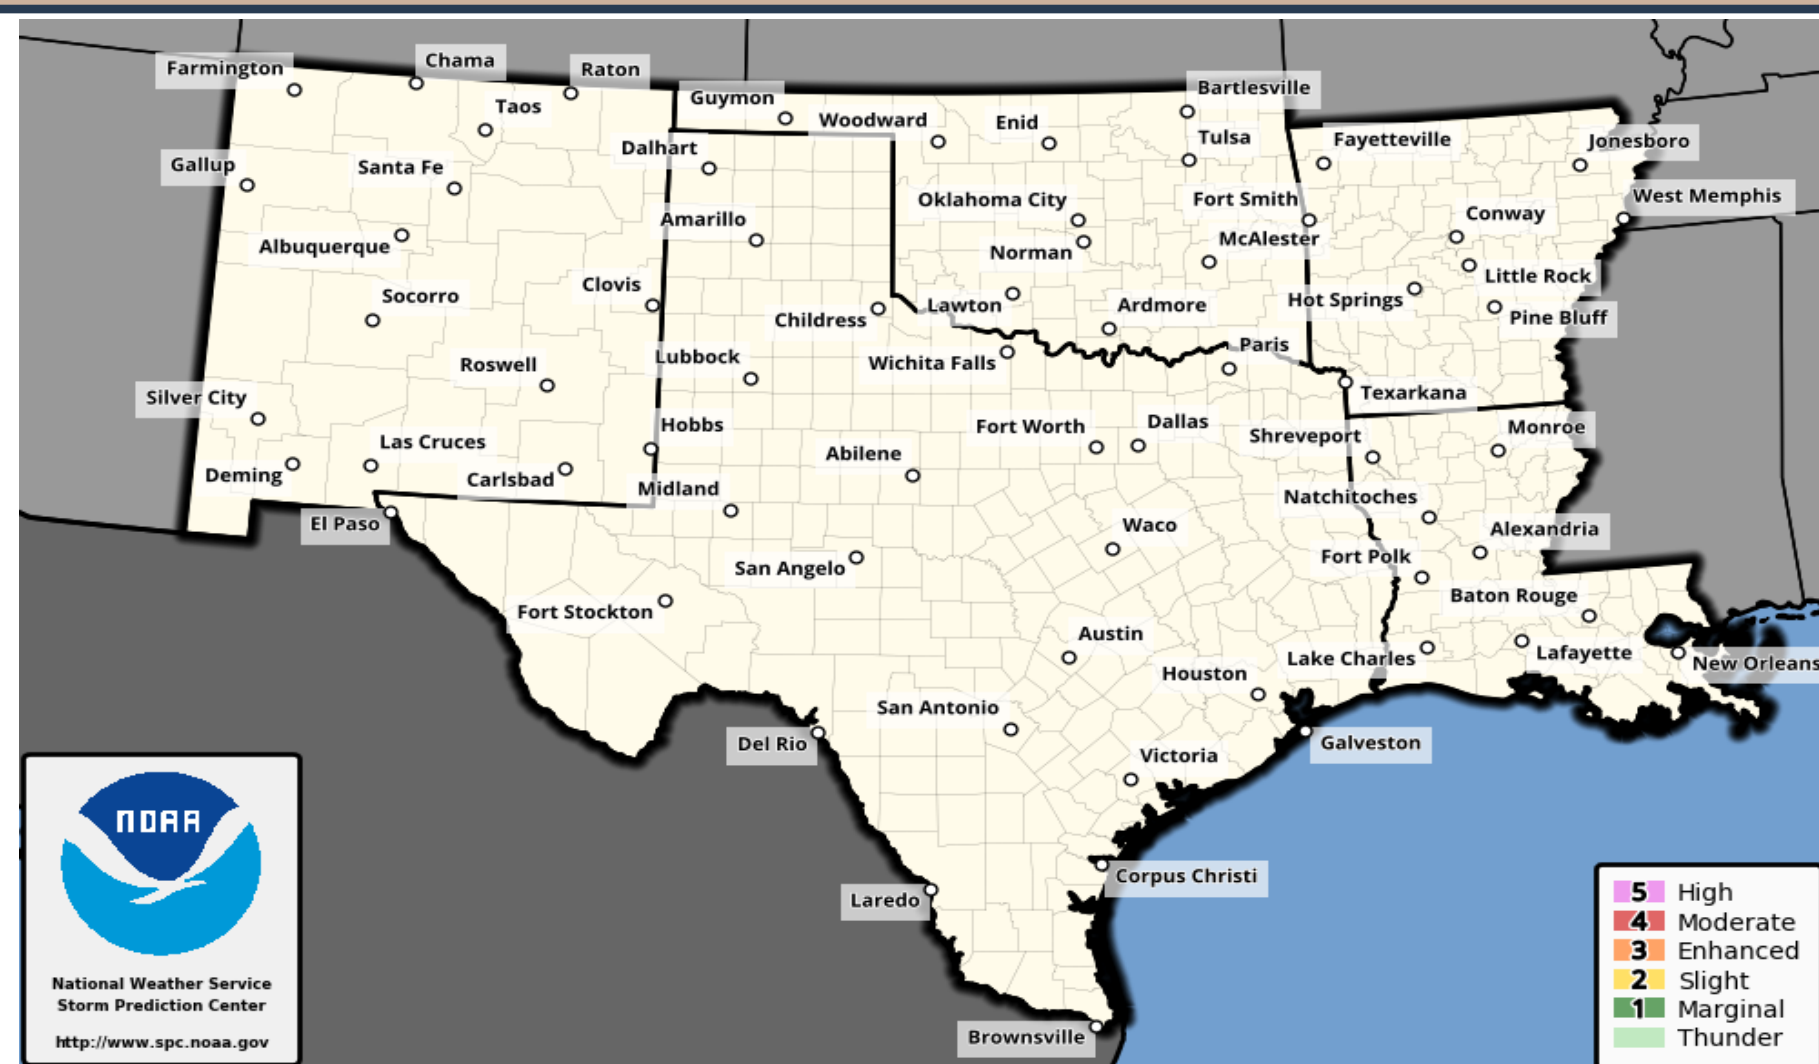 Farmington
Chama
Raton
Guymon
Bartlesville
Taos
Woodward
Enid
Tulsa
Fayetteville
Jonesboro
Dalhart
Gallup
Santa Fe
Oklahoma City
Fort Smith
West Memphis
Amarillo
Conway
Albuquerque
Norman
McAlester
Little Rock
Clovis
Socorro
Hot Springs
Lawton
Ardmore
Childress
Pine Bluff
Paris
Lubbock
Roswell
Wichita Falls
Texarkana
Silver City
Hobbs
Fort Worth
Dallas
Shreveport
Monroe
Las Cruces
Abilene
Deming
Carlsbad
Midland
Natchitoches
El Paso
Waco
Alexandria
Fort Polk
San Angelo
Baton Rouge
Fort Stockton
Austin
Lake Charles
Lafayette
New Orleans
Houston
San Antonio
Del Rio
Galveston
Victoria
Corpus Christi
Laredo
Brownsville
NOAA
National Weather Service
Storm Prediction Center
http://www.spc.noaa.gov
5 High
4 Moderate
3 Enhanced
2 Slight
1 Marginal
Thunder